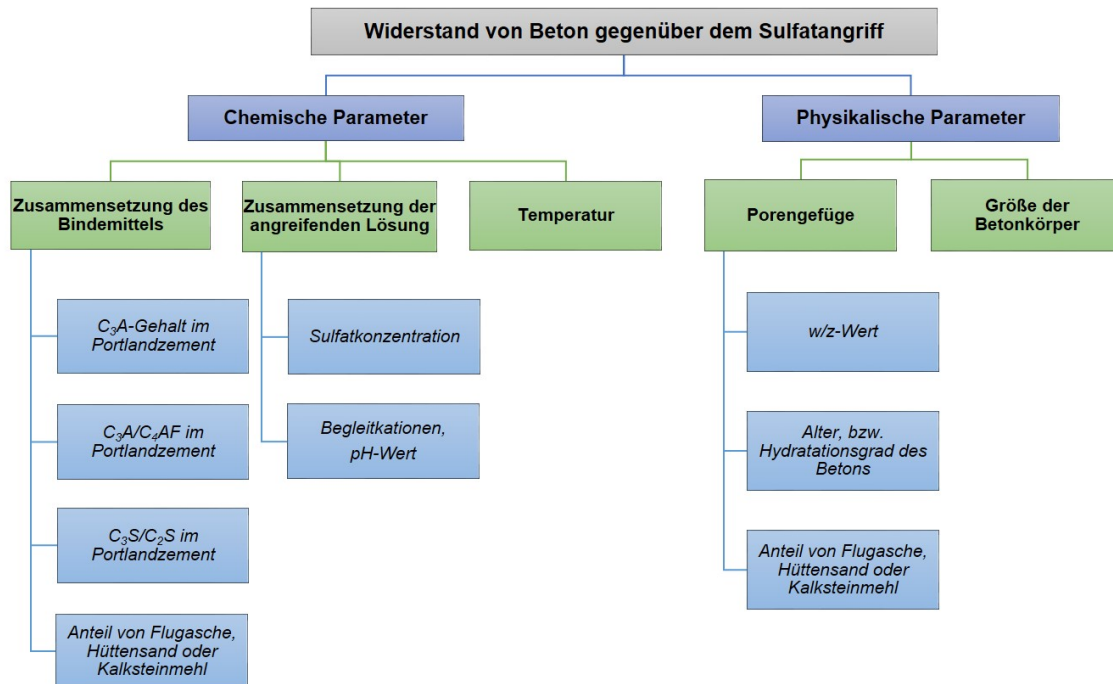 Widerstand von Beton gegenüber dem Sulfatangriff
Chemische Parameter
Physikalische Parameter
Zusammensetzung des
Bindemittels
Zusammensetzung der
angreifenden Lösung
Temperatur
Porengefüge
Größe der
Betonkörper
C₃A-Gehalt im
Portlandzement
C₃A/C₄AF im
Portlandzement
C₃S/C₂S im
Portlandzement
Anteil von Flugasche,
Hüttensand oder
Kalksteinmehl
Sulfatkonzentration
Begleitkationen,
pH-Wert
w/z-Wert
Alter, bzw.
Hydratationsgrad des
Betons
Anteil von Flugasche,
Hüttensand oder
Kalksteinmehl